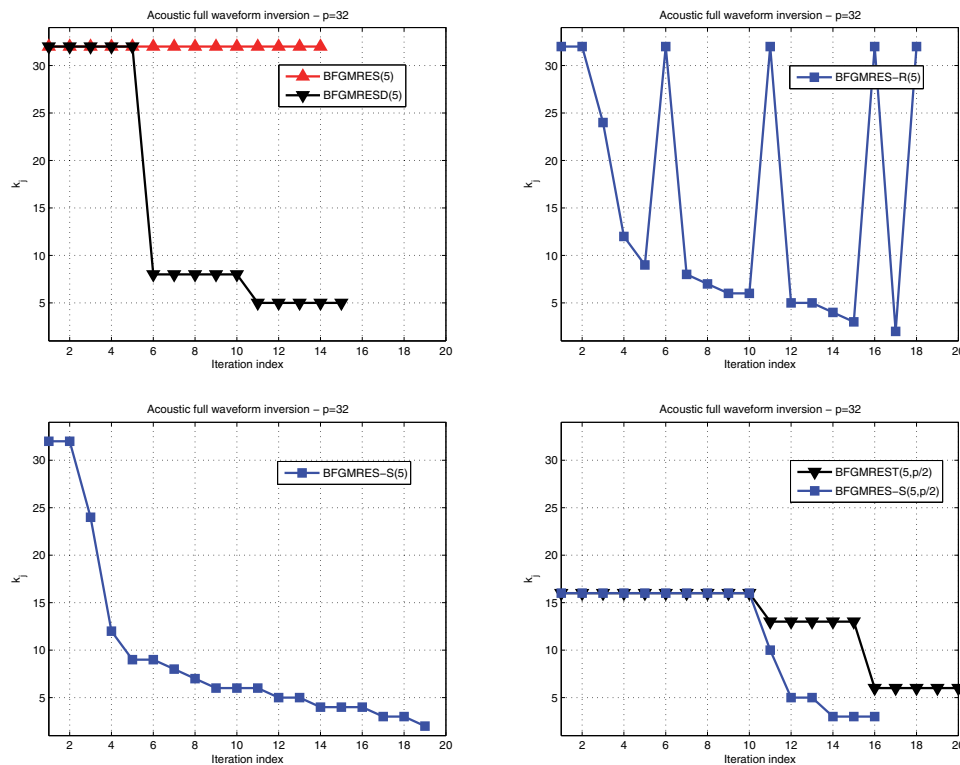 Acoustic full waveform inversion − p=32
BFGMRES(5)
BFGMRESD(5)
30
25
20
15
10
5
k_j
2 4 6 8 10 12 14 16 18 20
Iteration index
Acoustic full waveform inversion − p=32
BFGMRES−R(5)
30
25
20
15
10
5
k_j
2 4 6 8 10 12 14 16 18 20
Iteration index
Acoustic full waveform inversion − p=32
BFGMRES−S(5)
30
25
20
15
10
5
k_j
2 4 6 8 10 12 14 16 18 20
Iteration index
Acoustic full waveform inversion − p=32
BFGMREST(5,p/2)
BFGMRES−S(5,p/2)
30
25
20
15
10
5
k_j
2 4 6 8 10 12 14 16 18 20
Iteration index